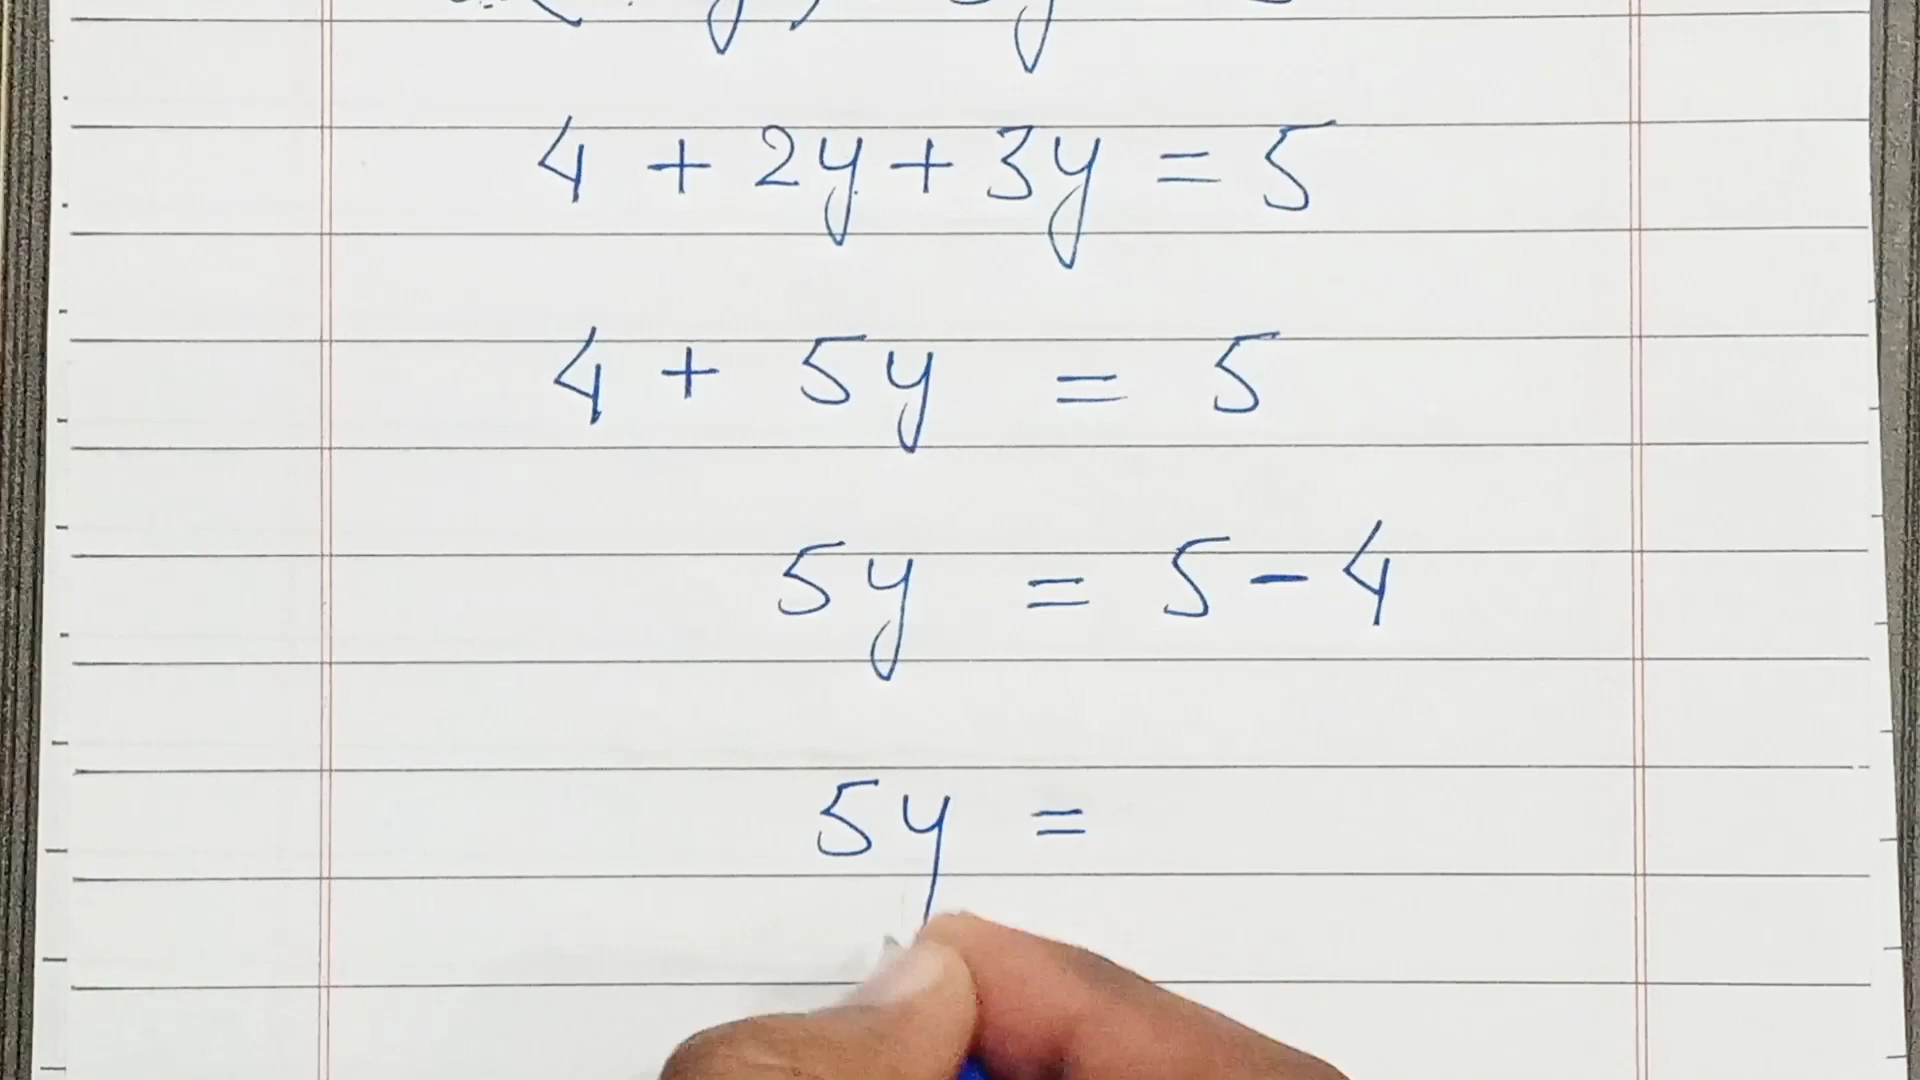 4 + 2y + 3y = 5
4 + 5y = 5
5y = 5 - 4
5y =